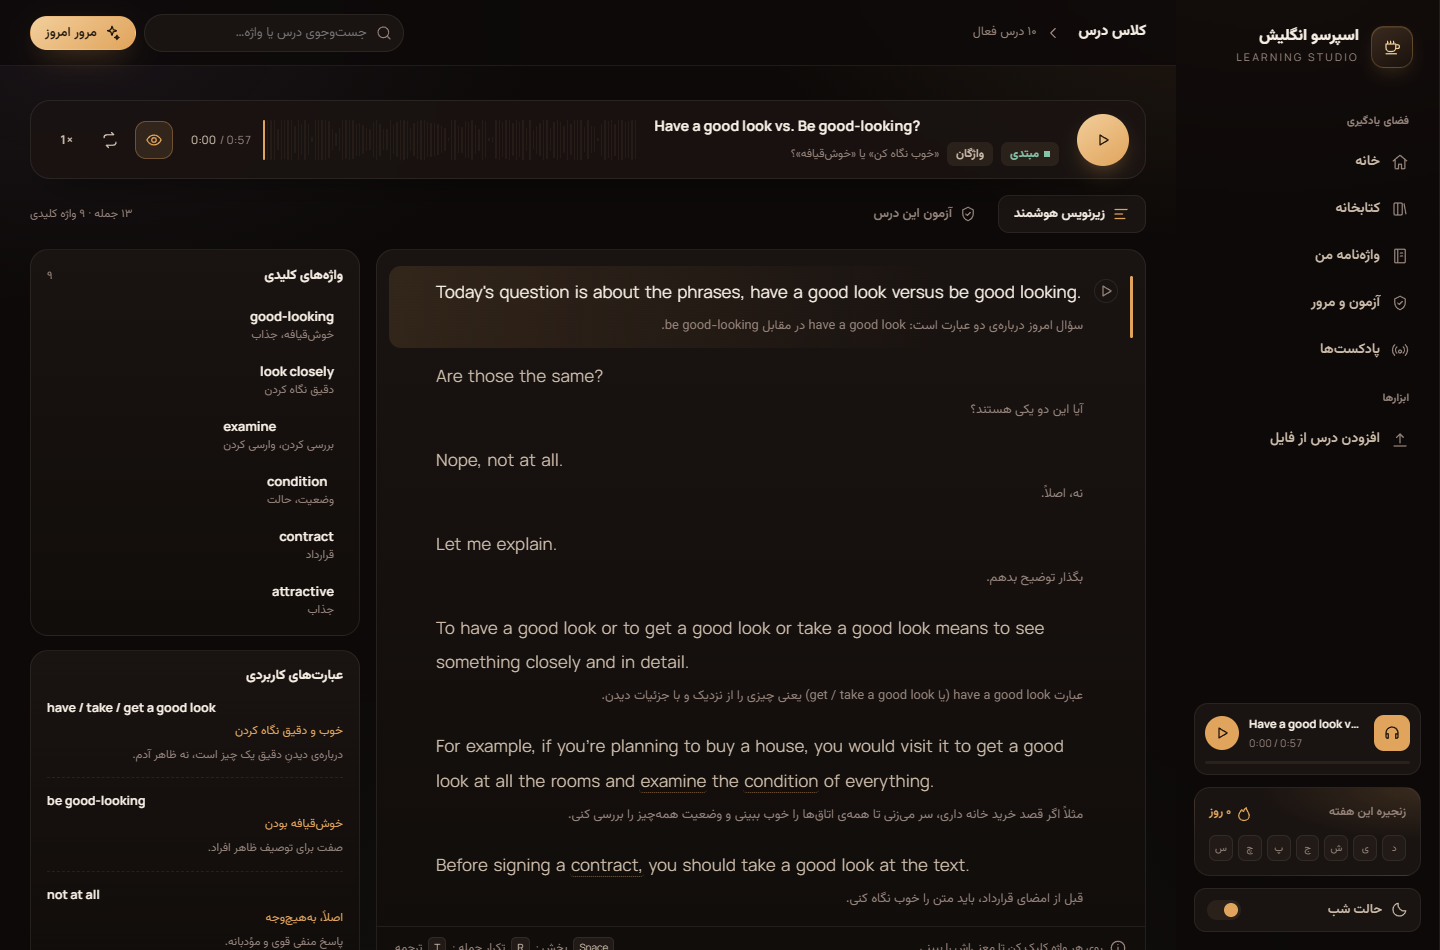 اسپرسو انگلیش
LEARNING STUDIO
فضای یادگیری
خانه
کتابخانه
واژه‌نامه من
آزمون و مرور
پادکست‌ها
ابزارها
افزودن درس از فایل
Have a good look v...
0:00 / 0:57
زنجیره این هفته
۰ روز
د ی ش ج پ چ س
حالت شب
کلاس درس
۱۰ درس فعال
جست‌وجوی درس یا واژه...
مرور امروز
Have a good look vs. Be good-looking?
مبتدی
واژگان
«خوب نگاه کن» یا «خوش‌قیافه»؟
0:00 / 0:57
1×
زیرنویس هوشمند
آزمون این درس
۱۳ جمله · ۹ واژه کلیدی
Today's question is about the phrases, have a good look versus be good looking.
سؤال امروز درباره‌ی دو عبارت است: have a good look در مقابل be good-looking.
Are those the same?
آیا این دو یکی هستند؟
Nope, not at all.
نه، اصلاً.
Let me explain.
بگذار توضیح بدهم.
To have a good look or to get a good look or take a good look means to see
something closely and in detail.
عبارت have a good look (یا get / take a good look) یعنی چیزی را از نزدیک و با جزئیات دیدن.
For example, if you're planning to buy a house, you would visit it to get a good
look at all the rooms and examine the condition of everything.
مثلاً اگر قصد خرید خانه داری، سر می‌زنی تا همه‌ی اتاق‌ها را خوب ببینی و وضعیت همه‌چیز را بررسی کنی.
Before signing a contract, you should take a good look at the text.
قبل از امضای قرارداد، باید متن را خوب نگاه کنی.
روی هر واژه کلیک کن تا معنی‌اش را ببینی
Space پخش · R تکرار جمله · T ترجمه
واژه‌های کلیدی
۹
good-looking
خوش‌قیافه، جذاب
look closely
دقیق نگاه کردن
examine
بررسی کردن، وارسی کردن
condition
وضعیت، حالت
contract
قرارداد
attractive
جذاب
عبارت‌های کاربردی
have / take / get a good look
خوب و دقیق نگاه کردن
درباره‌ی دیدنِ دقیق یک چیز است، نه ظاهر آدم.
be good-looking
خوش‌قیافه بودن
صفت برای توصیف ظاهر افراد.
not at all
اصلاً، به‌هیچ‌وجه
پاسخ منفی قوی و مؤدبانه.